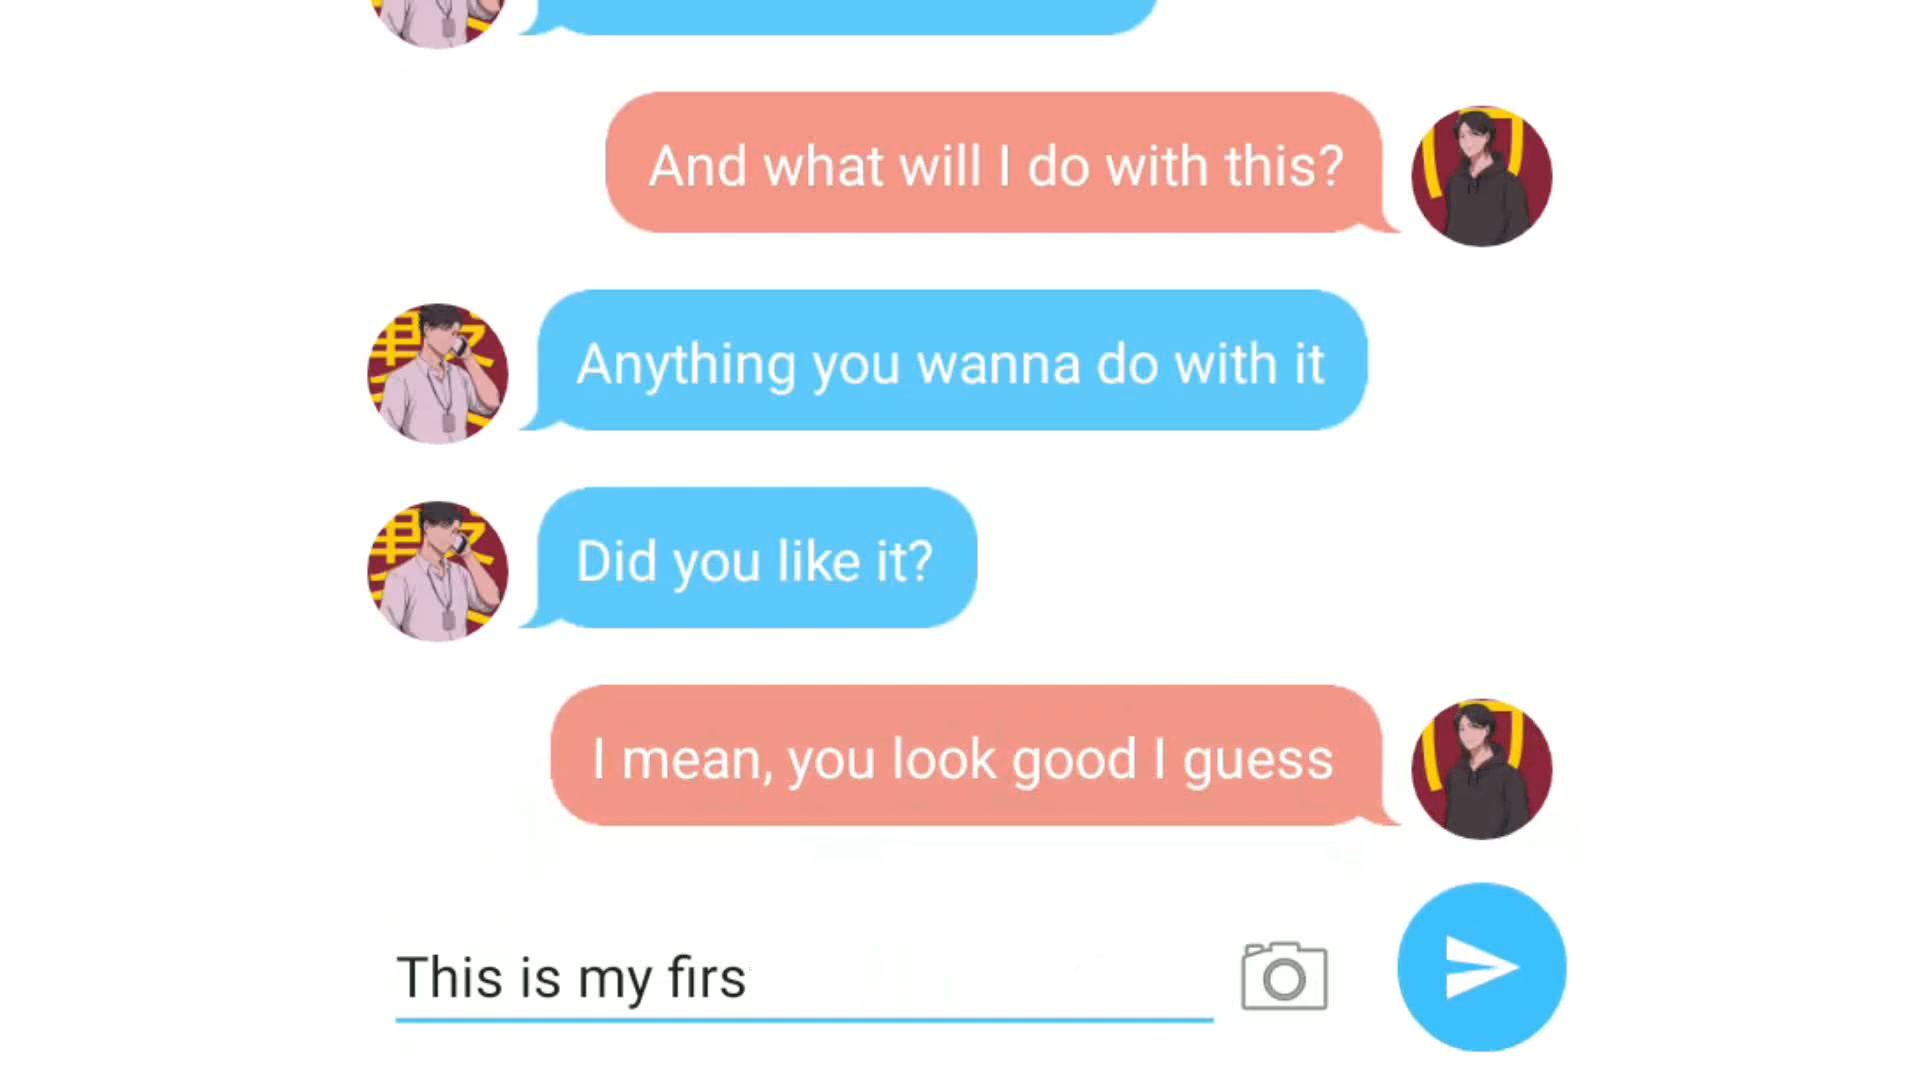 And what will I do with this?
Anything you wanna do with it
Did you like it?
I mean, you look good I guess
This is my firs